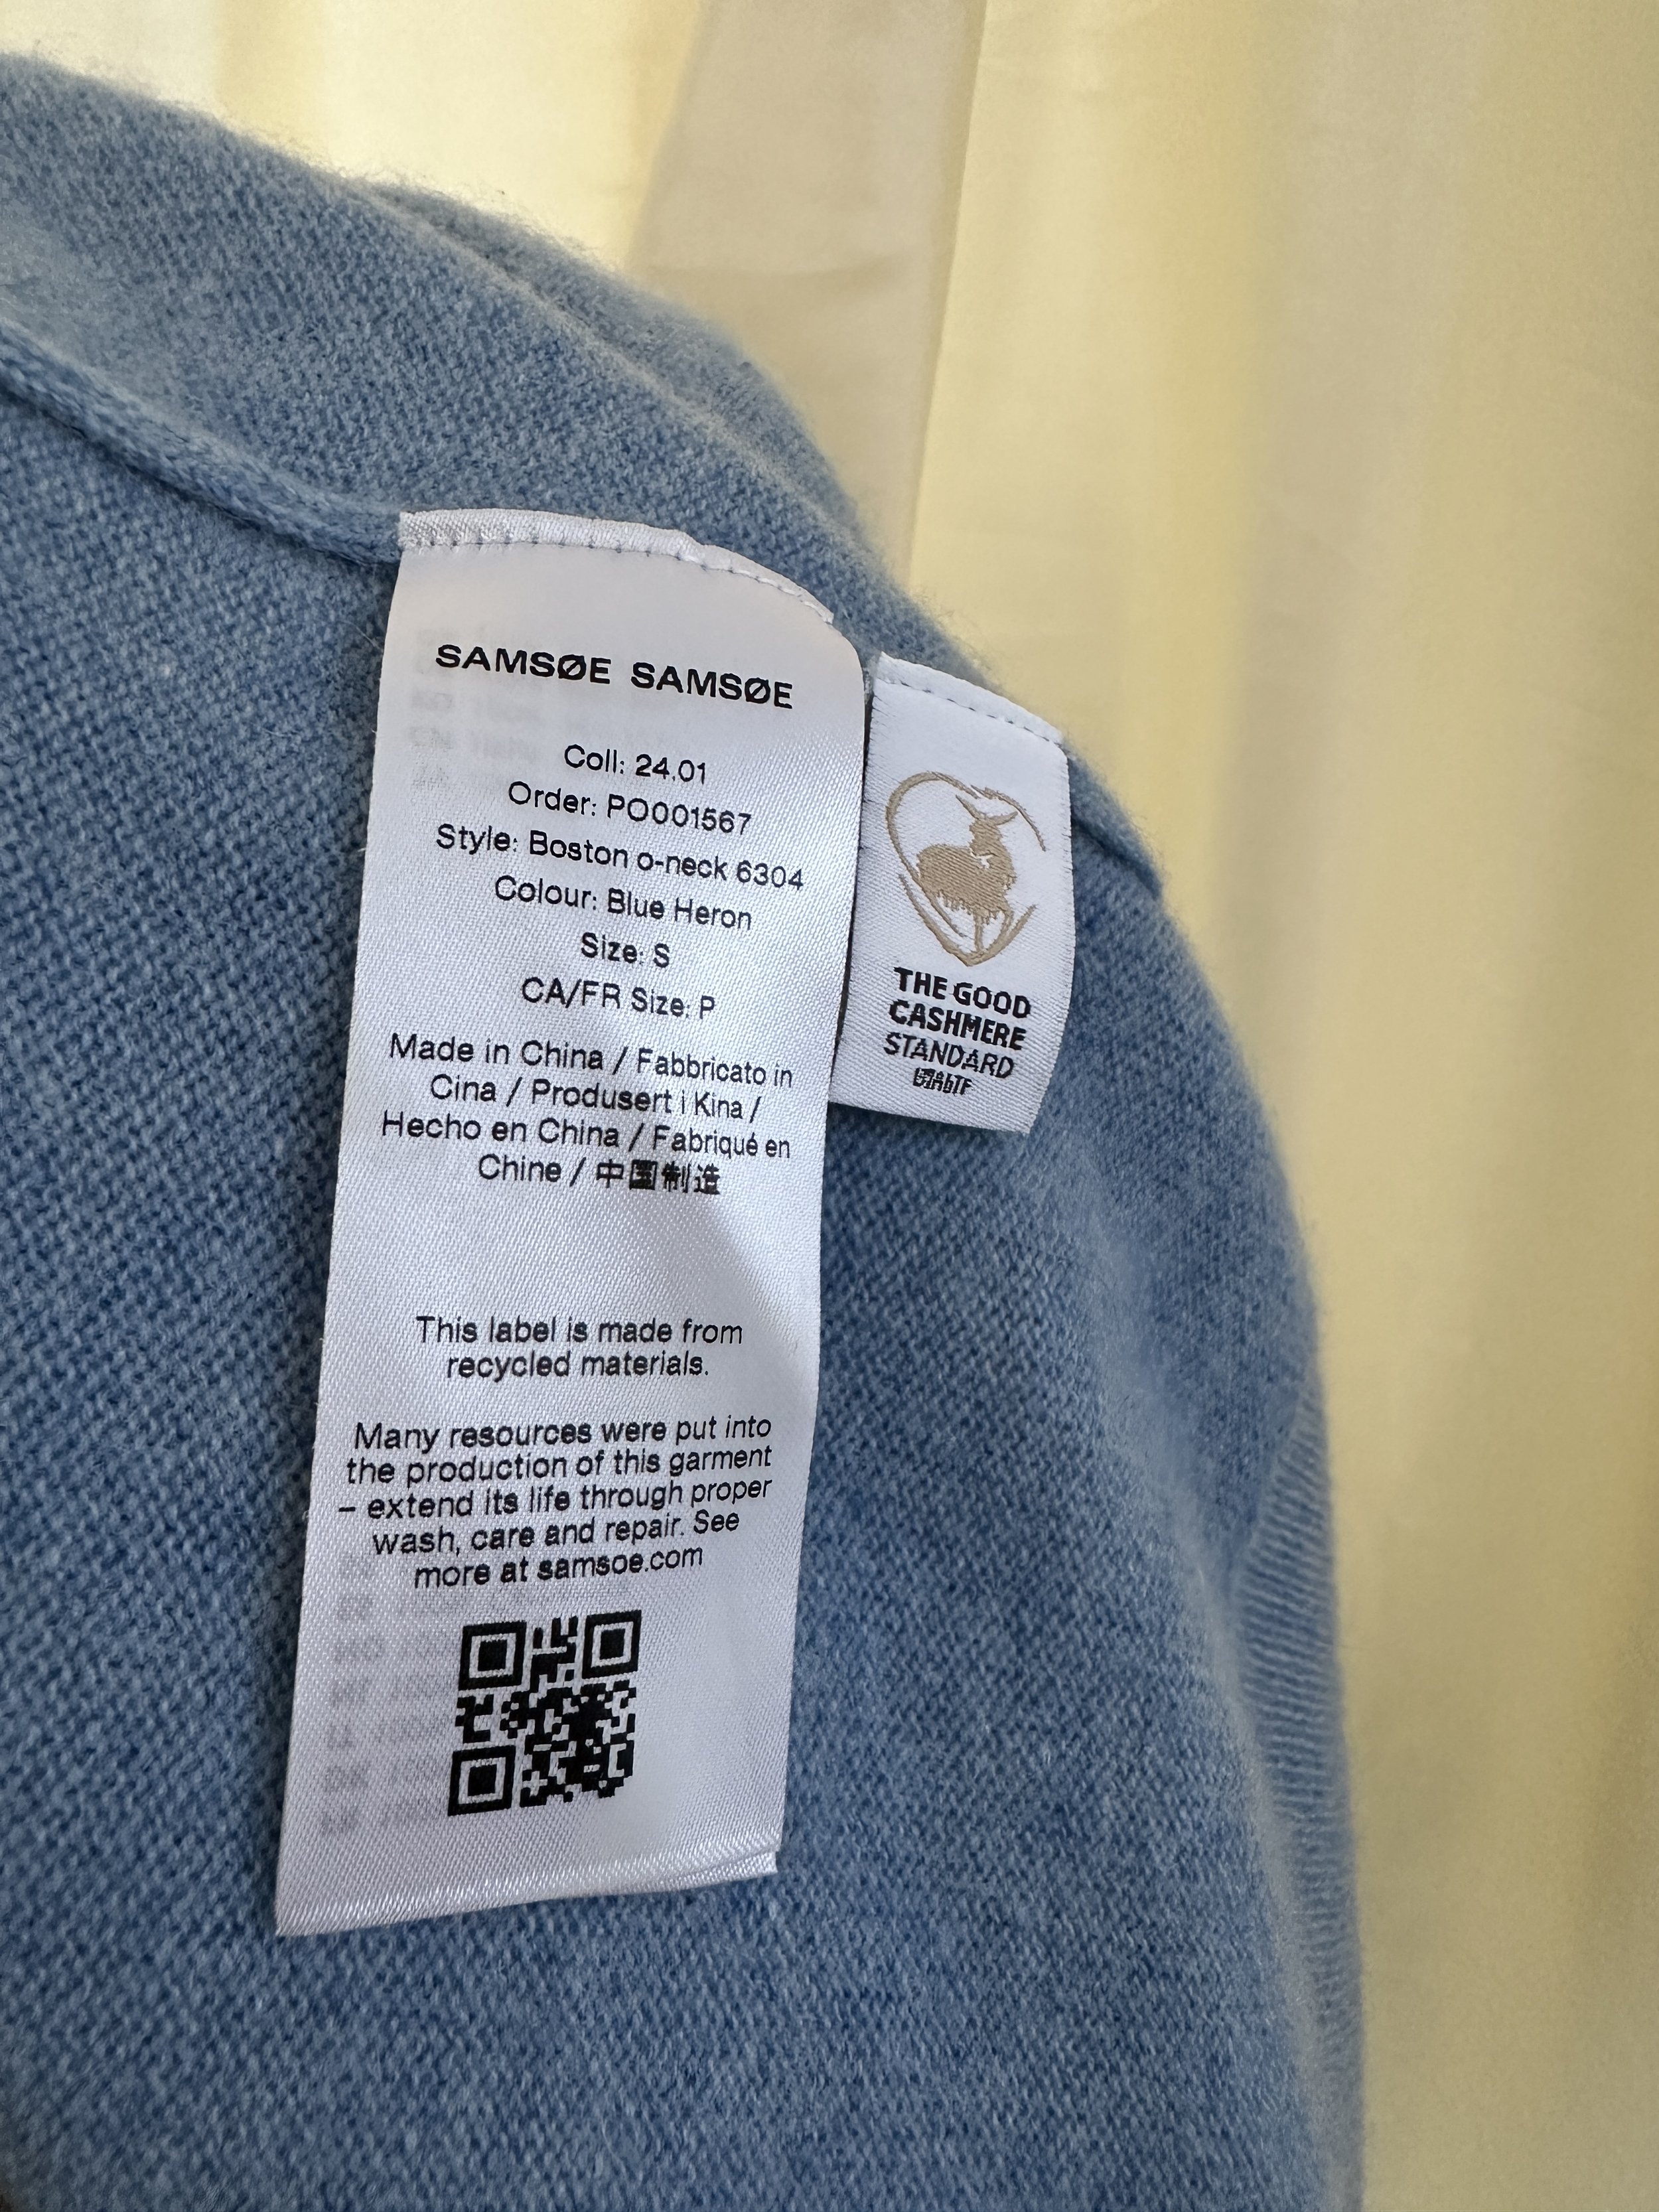 SAMSØE SAMSØE
Coll: 24.01
Order: PO001567
Style: Boston o-neck 6304
Colour: Blue Heron
Size: S
CA/FR Size: P
Made in China / Fabbricato in
Cina / Produsert i Kina /
Hecho en China / Fabriqué en
Chine / 中国制造
This label is made from
recycled materials.
Many resources were put into
the production of this garment
– extend its life through proper
wash, care and repair. See
more at samsoe.com
THE GOOD
CASHMERE
STANDARD